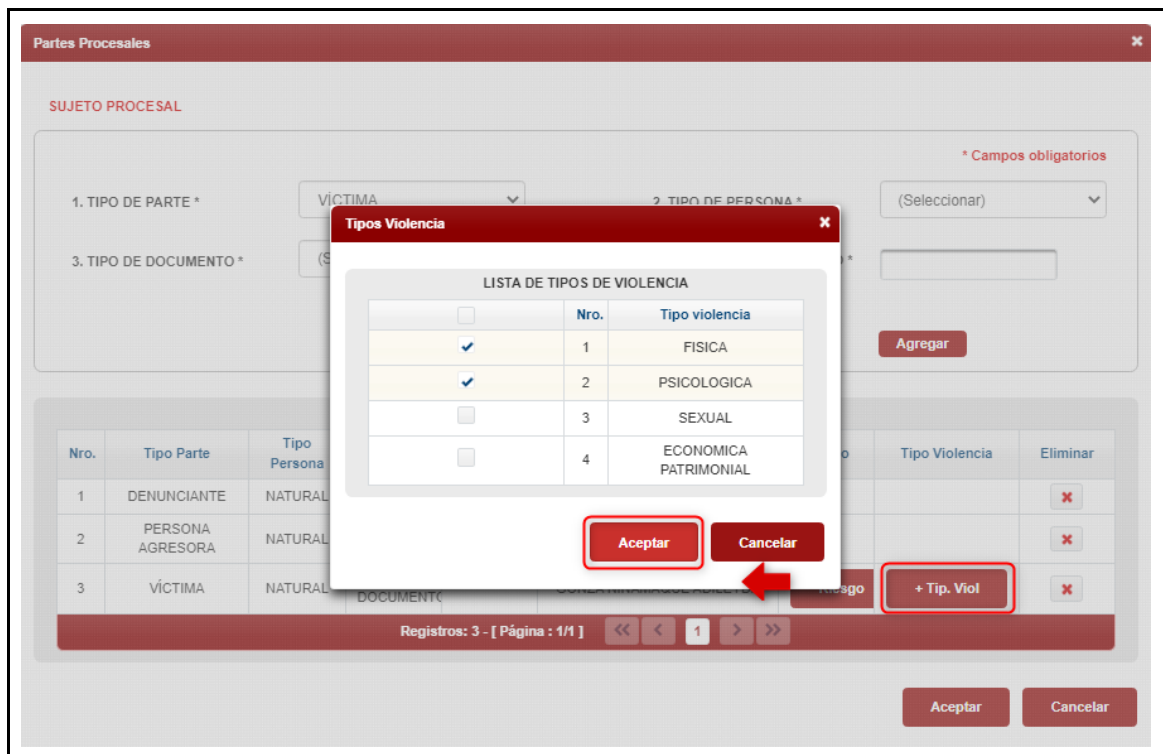 Partes Procesales
SUJETO PROCESAL
* Campos obligatorios
1. TIPO DE PARTE *
VÍCTIMA
2. TIPO DE PERSONA *
(Seleccionar)
3. TIPO DE DOCUMENTO *
(S
*
Agregar
Tipos Violencia
LISTA DE TIPOS DE VIOLENCIA
Nro. Tipo violencia
1 FISICA
2 PSICOLOGICA
3 SEXUAL
4 ECONOMICA PATRIMONIAL
Aceptar Cancelar
Nro. Tipo Parte Tipo Persona Tipo Violencia Eliminar
1 DENUNCIANTE NATURAL
2 PERSONA AGRESORA NATURAL
3 VÍCTIMA NATURAL DOCUMENTO + Tip. Viol
Registros: 3 - [ Página : 1/1 ] << < 1 > >>
Aceptar Cancelar